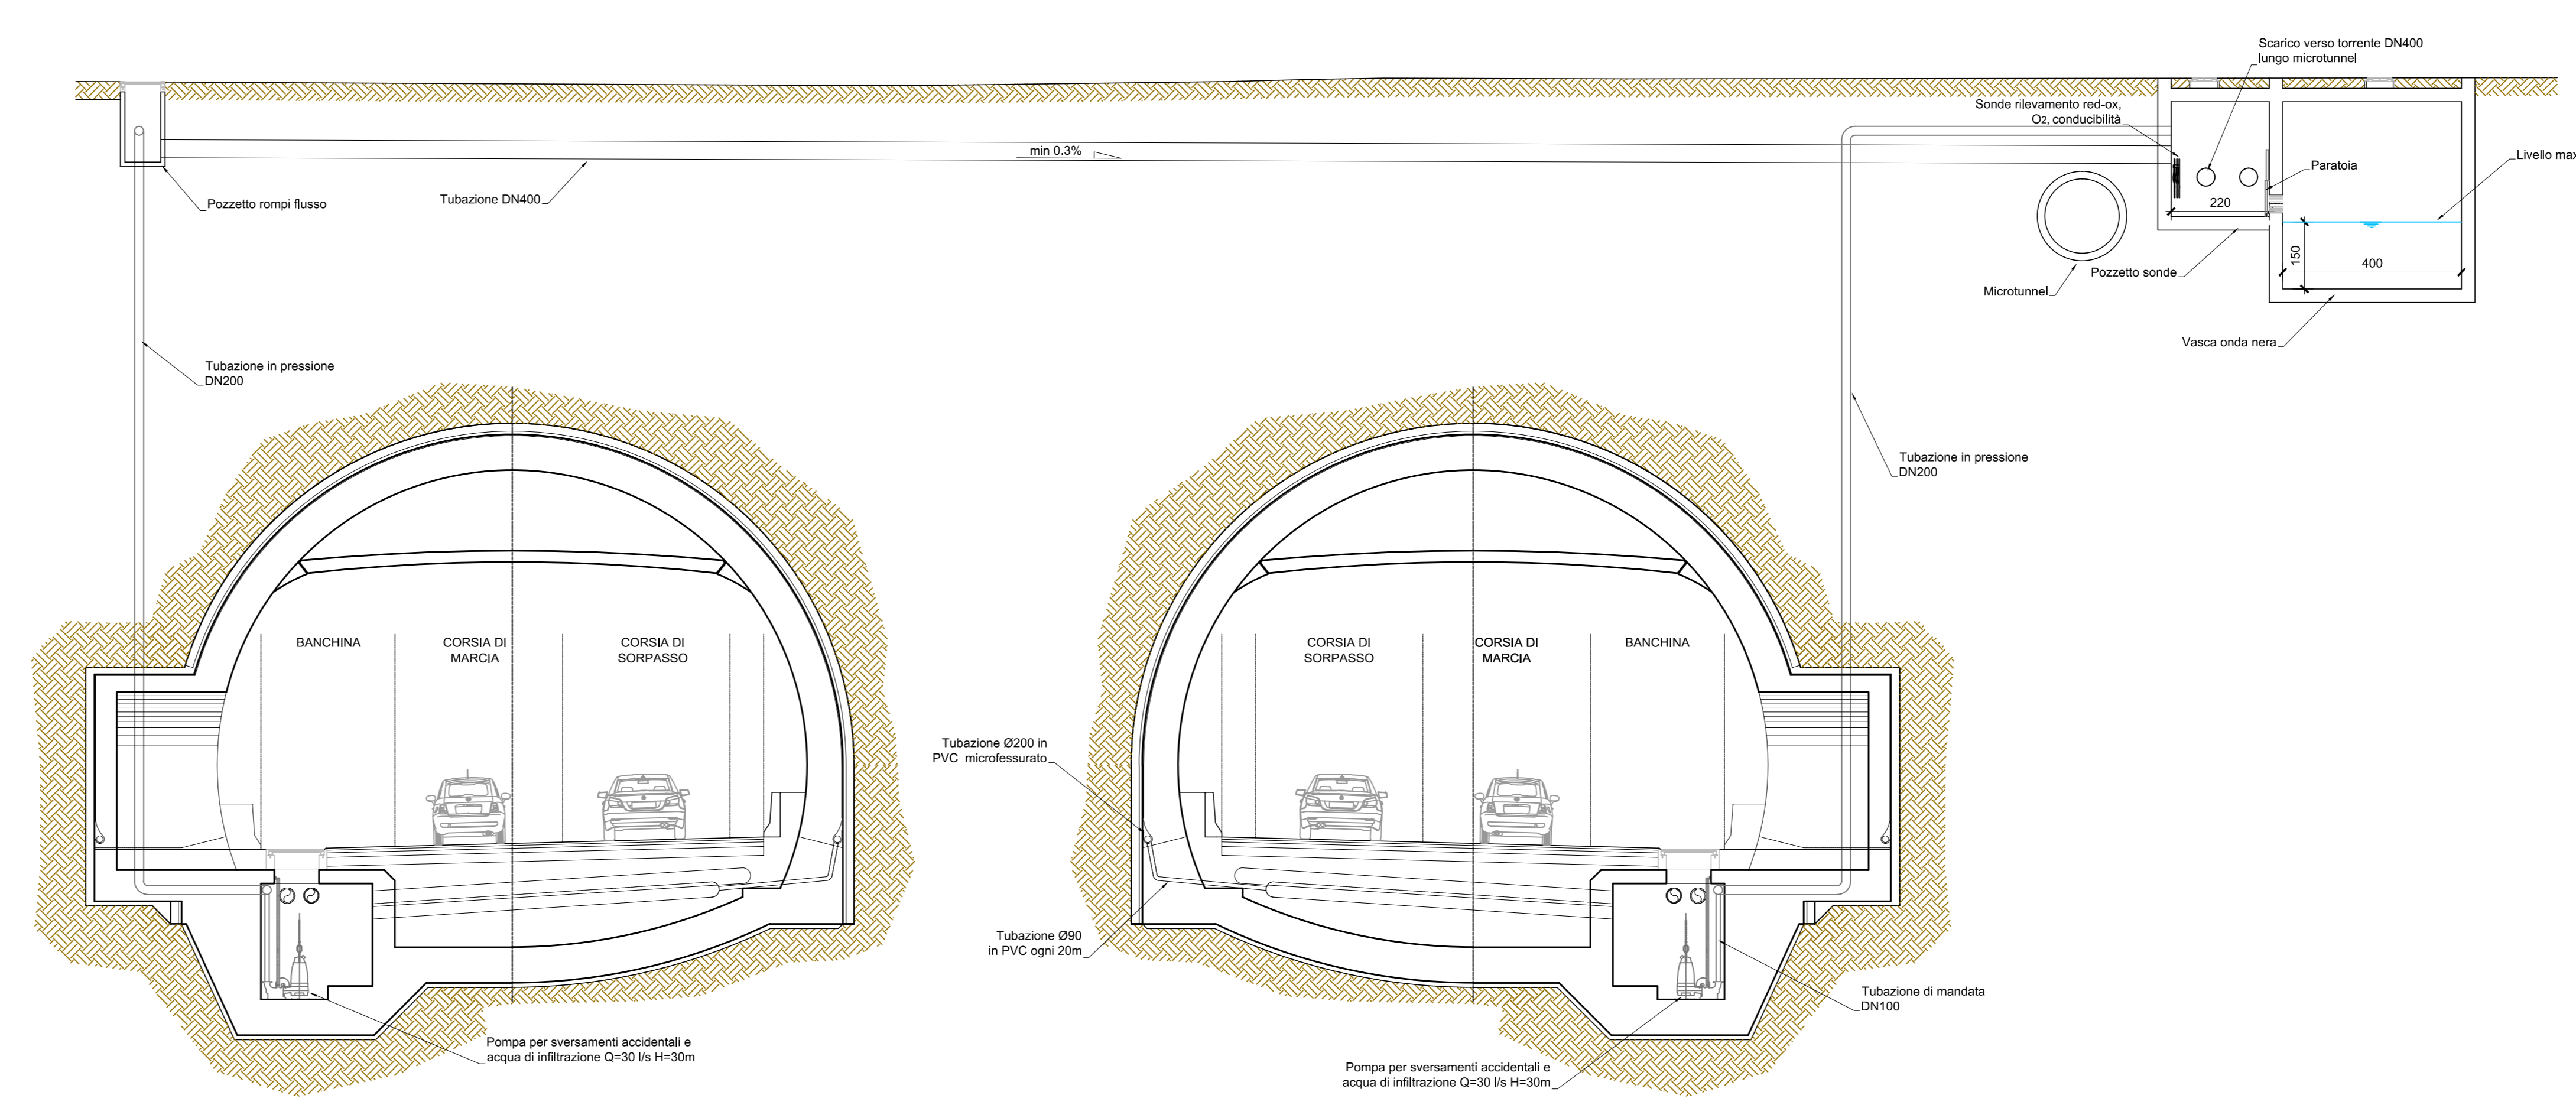 Scarico verso torrente DN400
lungo microtunnel
Sonde rilevamento red-ox,
O2, conducibilità
min 0.3%
Livello max
Paratoia
Tubazione DN400
Pozzetto rompi flusso
220
150
400
Pozzetto sonde
Microtunnel
Vasca onda nera
Tubazione in pressione
DN200
Tubazione in pressione
DN200
BANCHINA
CORSIA DI
MARCIA
CORSIA DI
SORPASSO
CORSIA DI
SORPASSO
CORSIA DI
MARCIA
BANCHINA
Tubazione Ø200 in
PVC microfessurato
Tubazione Ø90
in PVC ogni 20m
Tubazione di mandata
DN100
Pompa per sversamenti accidentali e
acqua di infiltrazione Q=30 l/s H=30m
Pompa per sversamenti accidentali e
acqua di infiltrazione Q=30 l/s H=30m